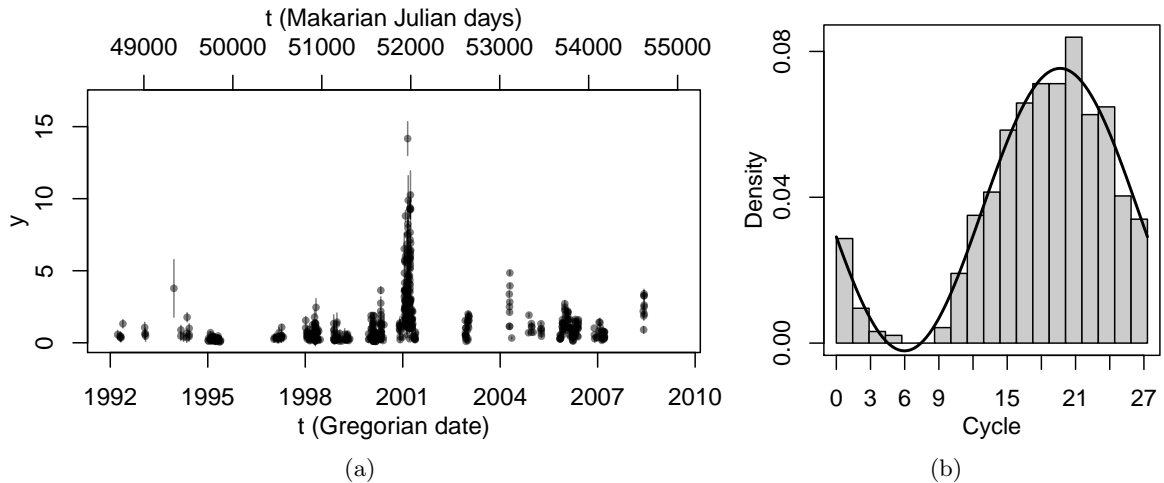 t (Makarian Julian days)
49000 50000 51000 52000 53000 54000 55000
y
0 5 10 15
1992 1995 1998 2001 2004 2007 2010
t (Gregorian date)
(a)
Density
0.00 0.04 0.08
0 3 6 9 15 21 27
Cycle
(b)